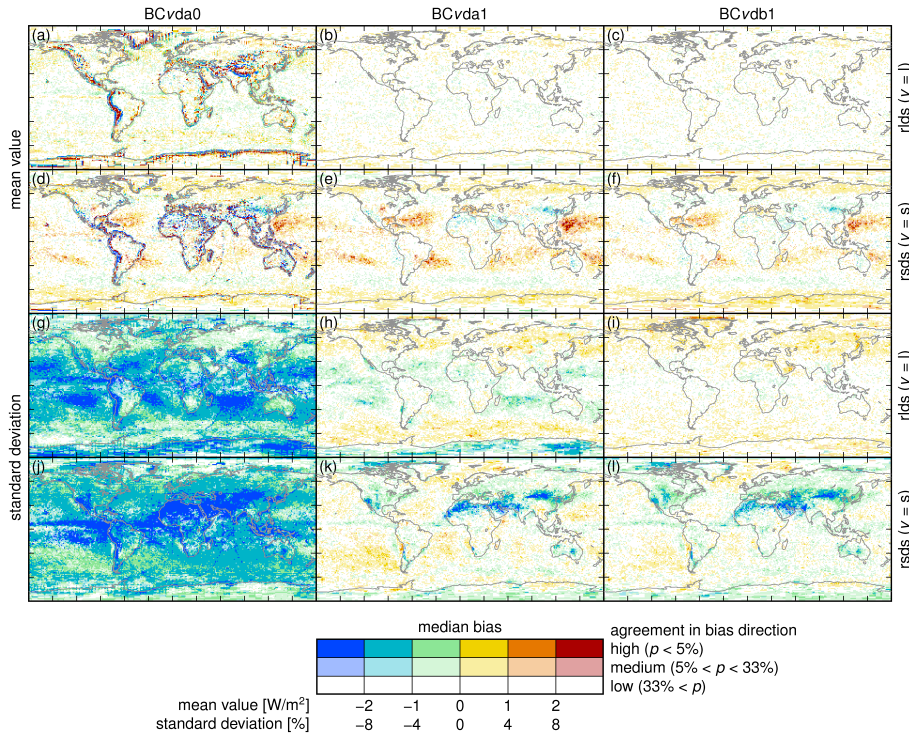 BCvda0 BCvda1 BCvdb1
(a) (b) (c)
mean value
rlds (v = l)
(d) (e) (f)
rsds (v = s)
(g) (h) (i)
standard deviation
rlds (v = l)
(j) (k) (l)
rsds (v = s)
median bias
agreement in bias direction
high (p < 5%)
medium (5% < p < 33%)
low (33% < p)
mean value [W/m²] −2 −1 0 1 2
standard deviation [%] −8 −4 0 4 8